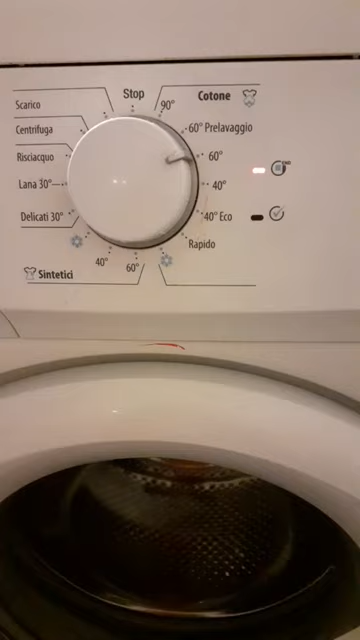 Stop
Scarico
Centrifuga
Risciacquo
Lana 30°
Delicati 30°
40°
60°
Sintetici
Cotone
90°
60° Prelavaggio
60°
40°
40° Eco
Rapido